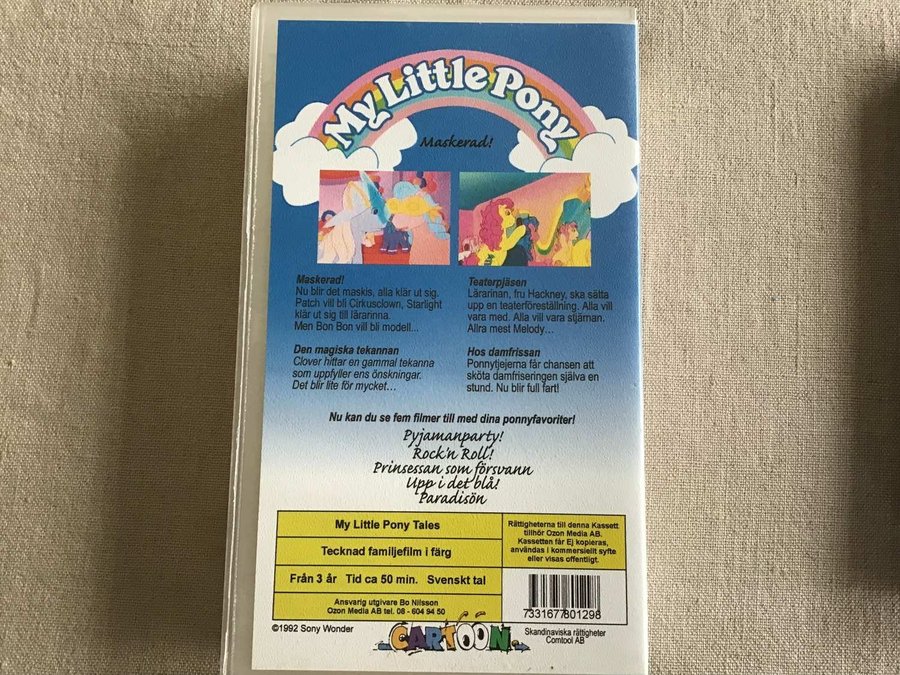 My Little Pony
Maskerad!
Maskerad!
Nu blir det maskis, alla klär ut sig.
Patch vill bli Cirkusclown, Starlight
klär ut sig till lärarinna.
Men Bon Bon vill bli modell...
Den magiska tekannan
Clover hittar en gammal tekanna
som uppfyller ens önskningar.
Det blir lite för mycket...
Teaterpjäsen
Lärarinan, fru Hackney, ska sätta
upp en teaterföreställning. Alla vill
vara med. Alla vill vara stjärnan.
Allra mest Melody...
Hos damfrissan
Ponnytjejerna får chansen att
sköta damfriseringen själva en
stund. Nu blir full fart!
Nu kan du se fem filmer till med dina ponnyfavoriter!
Pyjamanparty!
Rock'n Roll!
Prinsessan som försvann
Upp i det blå!
Paradisön
My Little Pony Tales
Tecknad familjefilm i färg
Från 3 år Tid ca 50 min. Svenskt tal
Ansvarig utgivare Bo Nilsson
Ozon Media AB tel. 08 - 604 94 50
Rättigheterna till denna Kassett
tillhör Ozon Media AB.
Kassetten får Ej kopieras,
användas i kommersiellt syfte
eller visas offentligt.
7331677801298
©1992 Sony Wonder
CARTOON
Skandinaviska rättigheter
Comtool AB